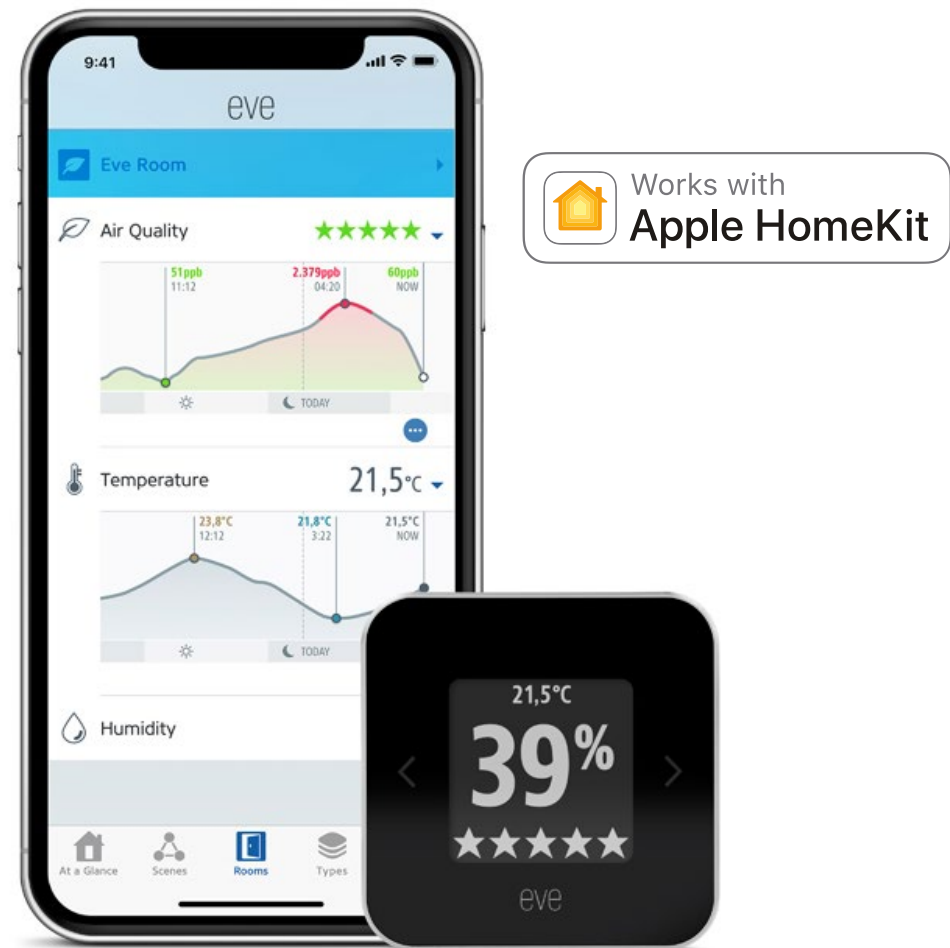 9:41
eve
Eve Room
Air Quality
51ppb
11:12
2.379ppb
04:20
60ppb
NOW
TODAY
Temperature
21,5°C
23,8°C
12:12
21,8°C
3:22
21,5°C
NOW
TODAY
Humidity
At a Glance
Scenes
Rooms
Types
21,5°C
39%
eve
Works with
Apple HomeKit